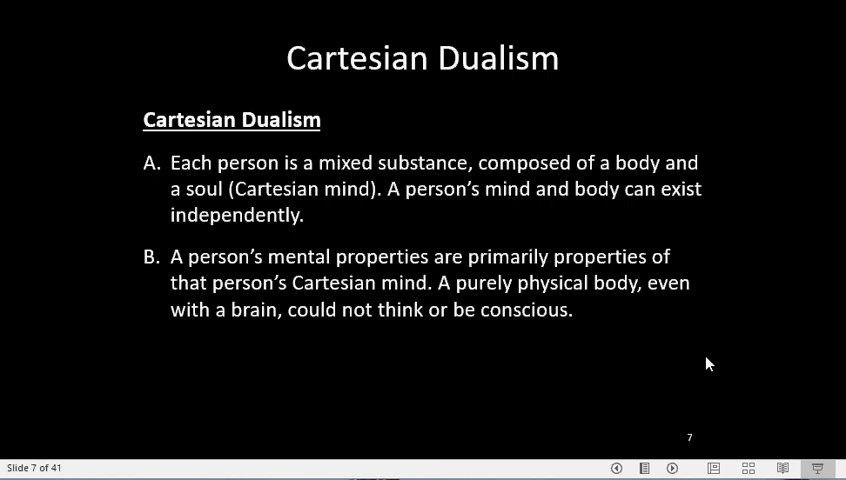 Cartesian Dualism
Cartesian Dualism
A. Each person is a mixed substance, composed of a body and
a soul (Cartesian mind). A person’s mind and body can exist
independently.
B. A person’s mental properties are primarily properties of
that person’s Cartesian mind. A purely physical body, even
with a brain, could not think or be conscious.
7
Slide 7 of 41